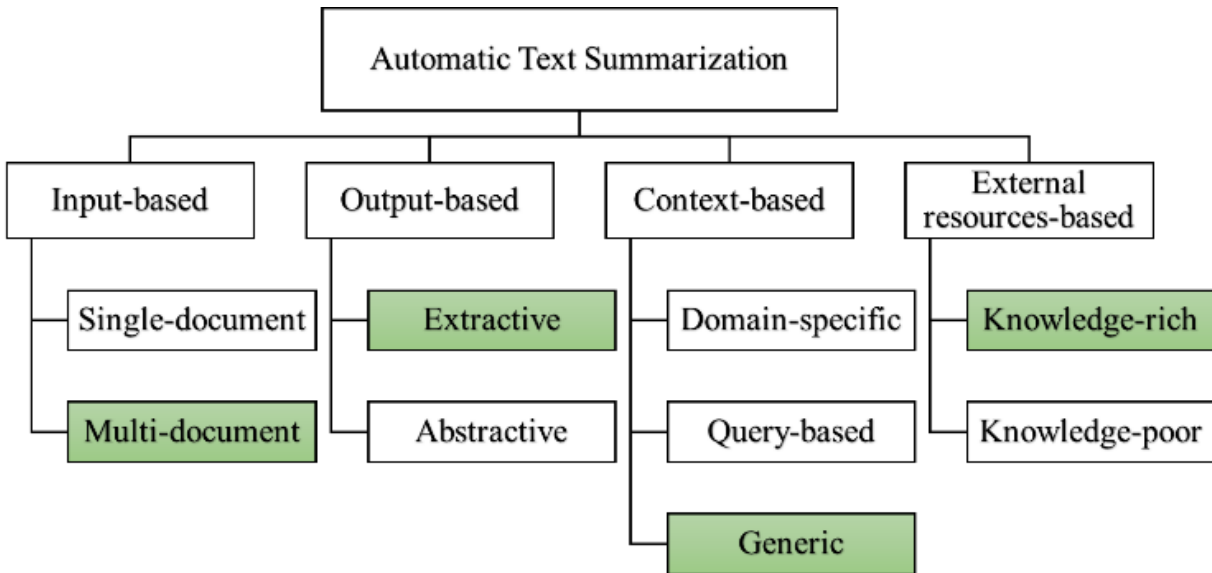 Automatic Text Summarization
Input-based
Output-based
Context-based
External
resources-based
Single-document
Extractive
Domain-specific
Knowledge-rich
Multi-document
Abstractive
Query-based
Knowledge-poor
Generic